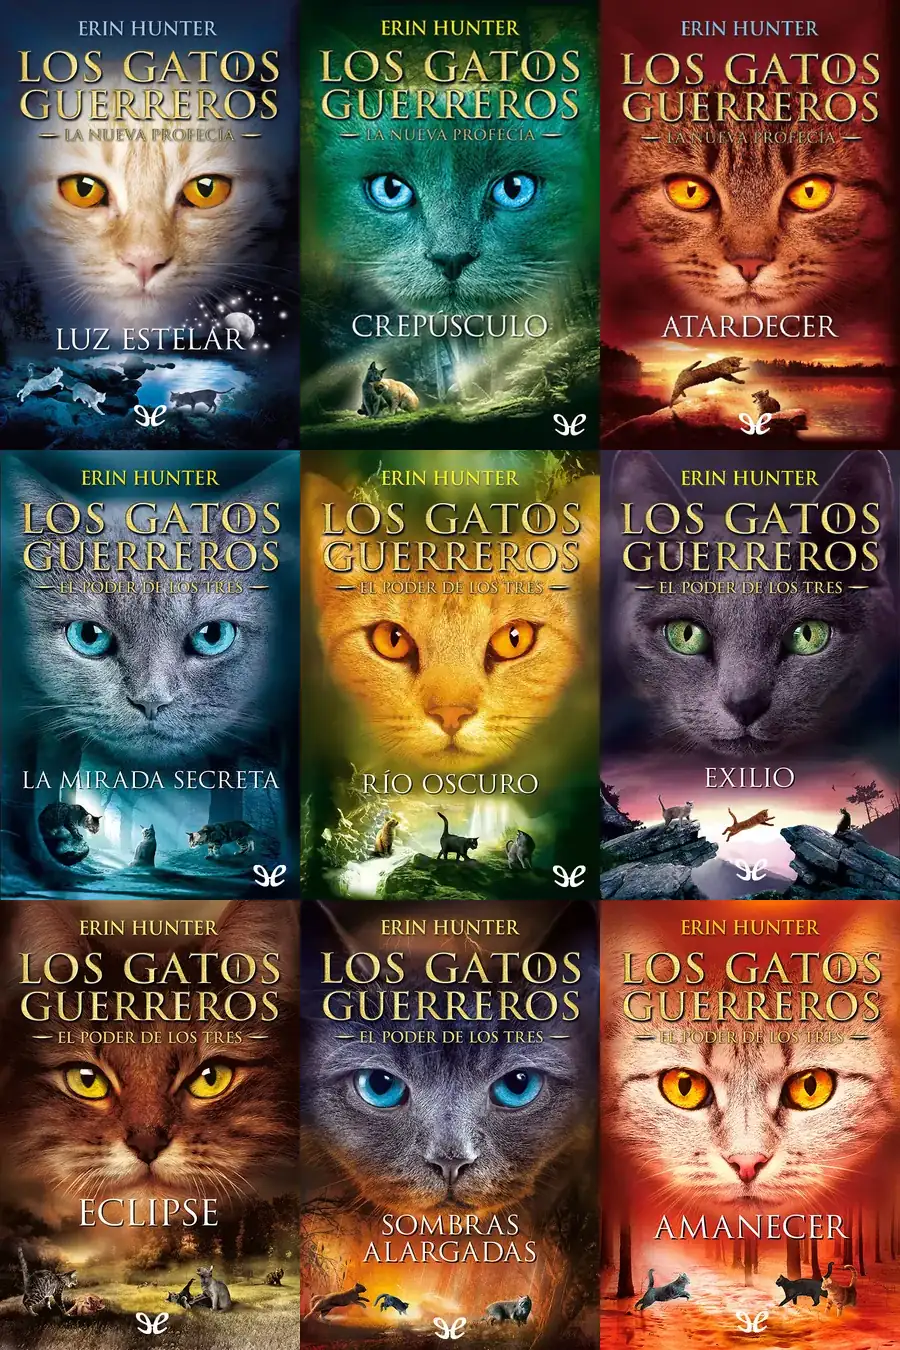 ERIN HUNTER
LOS GATOS
GUERREROS
LA NUEVA PROFECÍA
LUZ ESTELAR
ERIN HUNTER
LOS GATOS
GUERREROS
LA NUEVA PROFECÍA
CREPÚSCULO
ERIN HUNTER
LOS GATOS
GUERREROS
LA NUEVA PROFECÍA
ATARDECER
ERIN HUNTER
LOS GATOS
GUERREROS
EL PODER DE LOS TRES
LA MIRADA SECRETA
ERIN HUNTER
LOS GATOS
GUERREROS
EL PODER DE LOS TRES
RÍO OSCURO
ERIN HUNTER
LOS GATOS
GUERREROS
EL PODER DE LOS TRES
EXILIO
ERIN HUNTER
LOS GATOS
GUERREROS
EL PODER DE LOS TRES
ECLIPSE
ERIN HUNTER
LOS GATOS
GUERREROS
EL PODER DE LOS TRES
SOMBRAS
ALARGADAS
ERIN HUNTER
LOS GATOS
GUERREROS
EL PODER DE LOS TRES
AMANECER